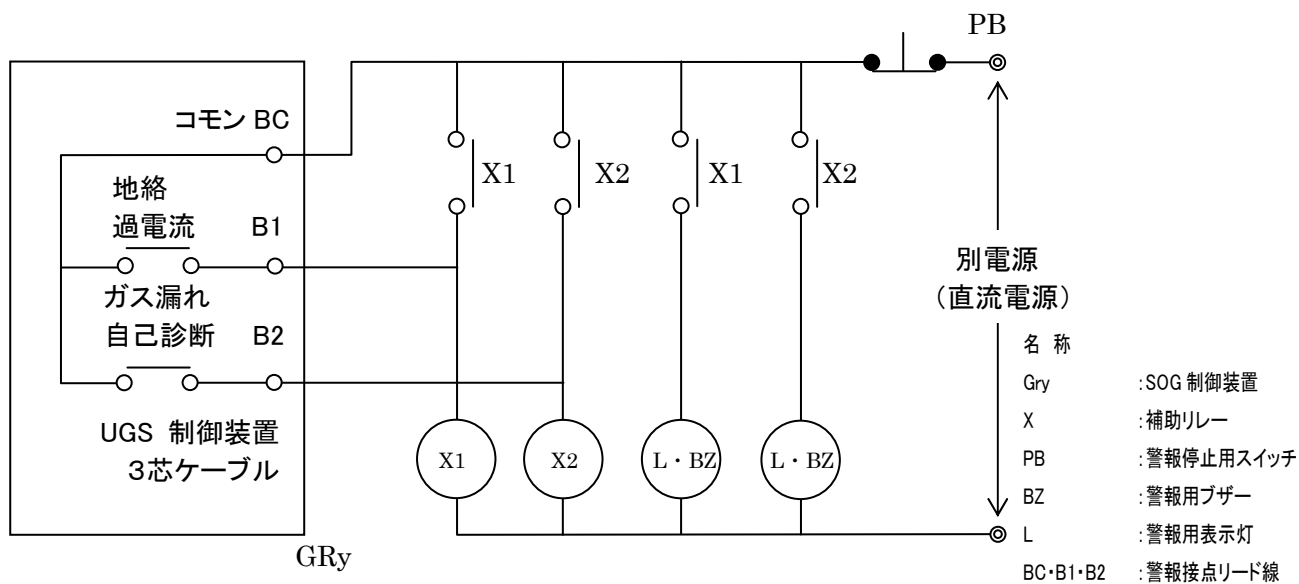 PB
コモン BC
X1
X2
X1
X2
地絡
過電流
B1
ガス漏れ
自己診断
B2
UGS 制御装置
3芯ケーブル
X1
X2
L・BZ
L・BZ
GRy
別電源
(直流電源)
名 称
Gry :SOG 制御装置
X :補助リレー
PB :警報停止用スイッチ
BZ :警報用ブザー
L :警報用表示灯
BC・B1・B2 :警報接点リード線